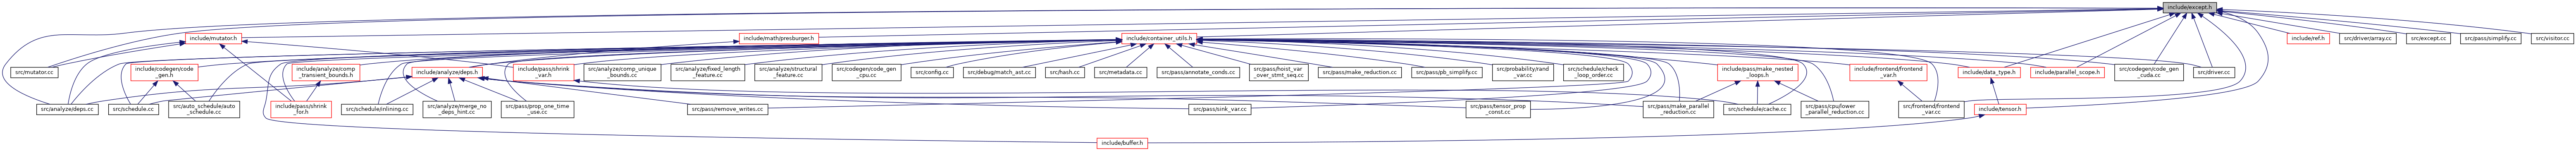 include/except.h
include/mutator.h
include/math/presburger.h
include/container_utils.h
include/ref.h
src/driver/array.cc
src/except.cc
src/pass/simplify.cc
src/visitor.cc
src/mutator.cc
include/codegen/code
_gen.h
include/analyze/comp
_transient_bounds.h
include/analyze/deps.h
include/pass/shrink
_var.h
src/analyze/comp_unique
_bounds.cc
src/analyze/fixed_length
_feature.cc
src/analyze/structural
_feature.cc
src/codegen/code_gen
_cpu.cc
src/config.cc
src/debug/match_ast.cc
src/hash.cc
src/metadata.cc
src/pass/annotate_conds.cc
src/pass/hoist_var
_over_stmt_seq.cc
src/pass/make_reduction.cc
src/pass/pb_simplify.cc
src/probability/rand
_var.cc
src/schedule/check
_loop_order.cc
include/pass/make_nested
_loops.h
include/frontend/frontend
_var.h
include/data_type.h
include/parallel_scope.h
src/codegen/code_gen
_cuda.cc
src/driver.cc
src/analyze/deps.cc
src/schedule.cc
src/auto_schedule/auto
_schedule.cc
include/pass/shrink
_for.h
src/schedule/inlining.cc
src/analyze/merge_no
_deps_hint.cc
src/pass/prop_one_time
_use.cc
src/pass/remove_writes.cc
src/pass/sink_var.cc
src/pass/tensor_prop
_const.cc
src/pass/make_parallel
_reduction.cc
src/schedule/cache.cc
src/pass/cpu/lower
_parallel_reduction.cc
src/frontend/frontend
_var.cc
include/tensor.h
include/buffer.h